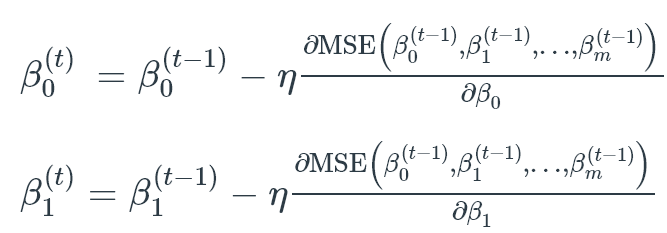 β₀⁽ᵗ⁾ = β₀⁽ᵗ⁻¹⁾ − η ∂MSE(β₀⁽ᵗ⁻¹⁾,β₁⁽ᵗ⁻¹⁾,...,βₘ⁽ᵗ⁻¹⁾) / ∂β₀
β₁⁽ᵗ⁾ = β₁⁽ᵗ⁻¹⁾ − η ∂MSE(β₀⁽ᵗ⁻¹⁾,β₁⁽ᵗ⁻¹⁾,...,βₘ⁽ᵗ⁻¹⁾) / ∂β₁